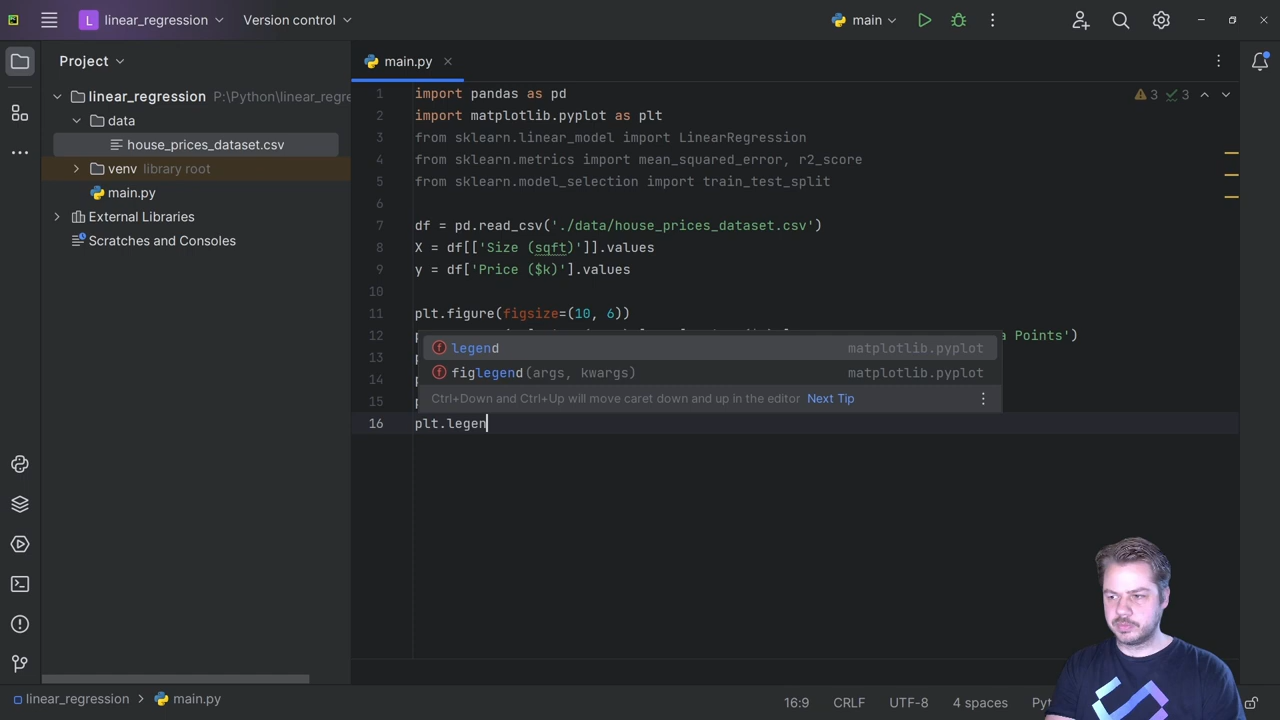 L linear_regression Version control main
Project
main.py
linear_regression P:\Python\linear_regre
data
house_prices_dataset.csv
venv library root
main.py
External Libraries
Scratches and Consoles
3 3
1 import pandas as pd
2 import matplotlib.pyplot as plt
3 from sklearn.linear_model import LinearRegression
4 from sklearn.metrics import mean_squared_error, r2_score
5 from sklearn.model_selection import train_test_split
6
7 df = pd.read_csv('./data/house_prices_dataset.csv')
8 X = df[['Size (sqft)']].values
9 y = df['Price ($k)'].values
10
11 plt.figure(figsize=(10, 6))
12 a Points')
13
14
15
16 plt.legen
legend matplotlib.pyplot
figlegend(args, kwargs) matplotlib.pyplot
Ctrl+Down and Ctrl+Up will move caret down and up in the editor Next Tip
linear_regression > main.py
16:9 CRLF UTF-8 4 spaces